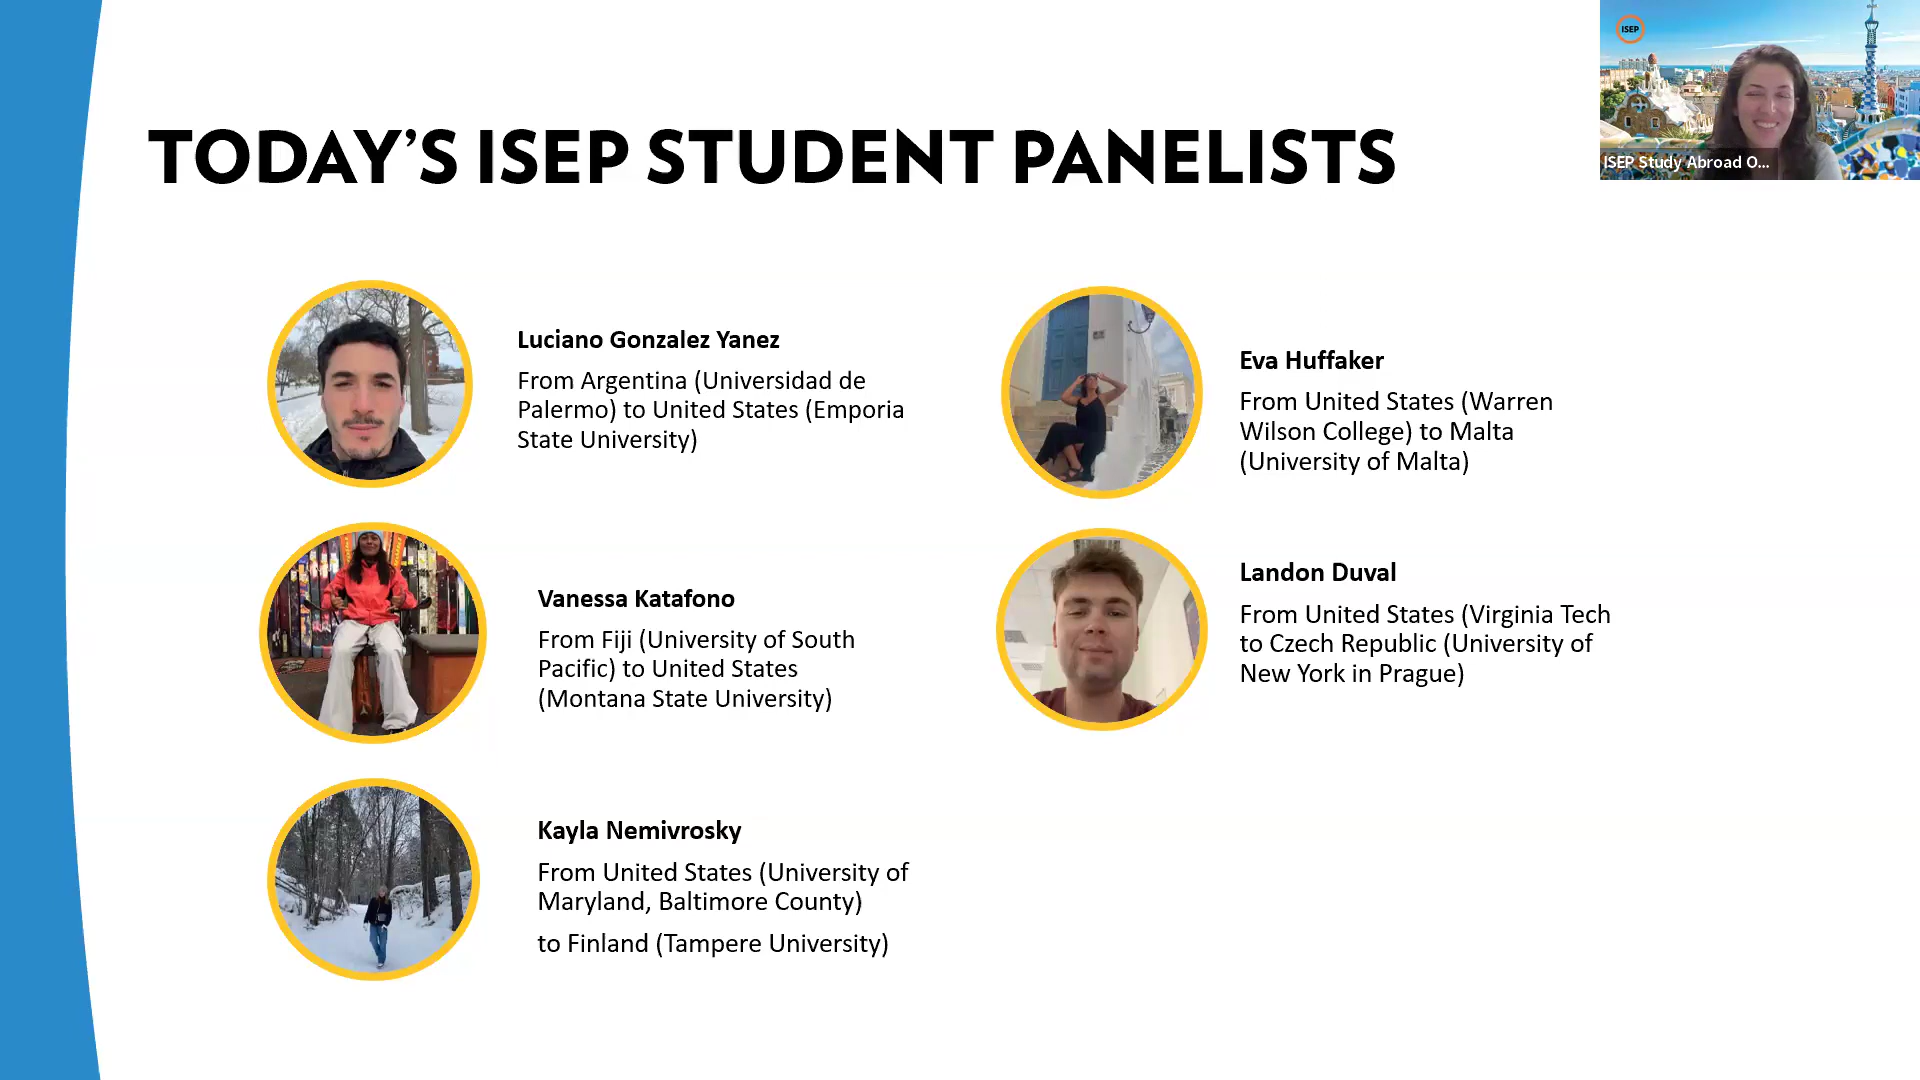 TODAY'S ISEP STUDENT PANELISTS
ISEP
ISEP Study Abroad O...
Luciano Gonzalez Yanez
From Argentina (Universidad de
Palermo) to United States (Emporia
State University)
Vanessa Katafono
From Fiji (University of South
Pacific) to United States
(Montana State University)
Kayla Nemivrosky
From United States (University of
Maryland, Baltimore County)
to Finland (Tampere University)
Eva Huffaker
From United States (Warren
Wilson College) to Malta
(University of Malta)
Landon Duval
From United States (Virginia Tech
to Czech Republic (University of
New York in Prague)